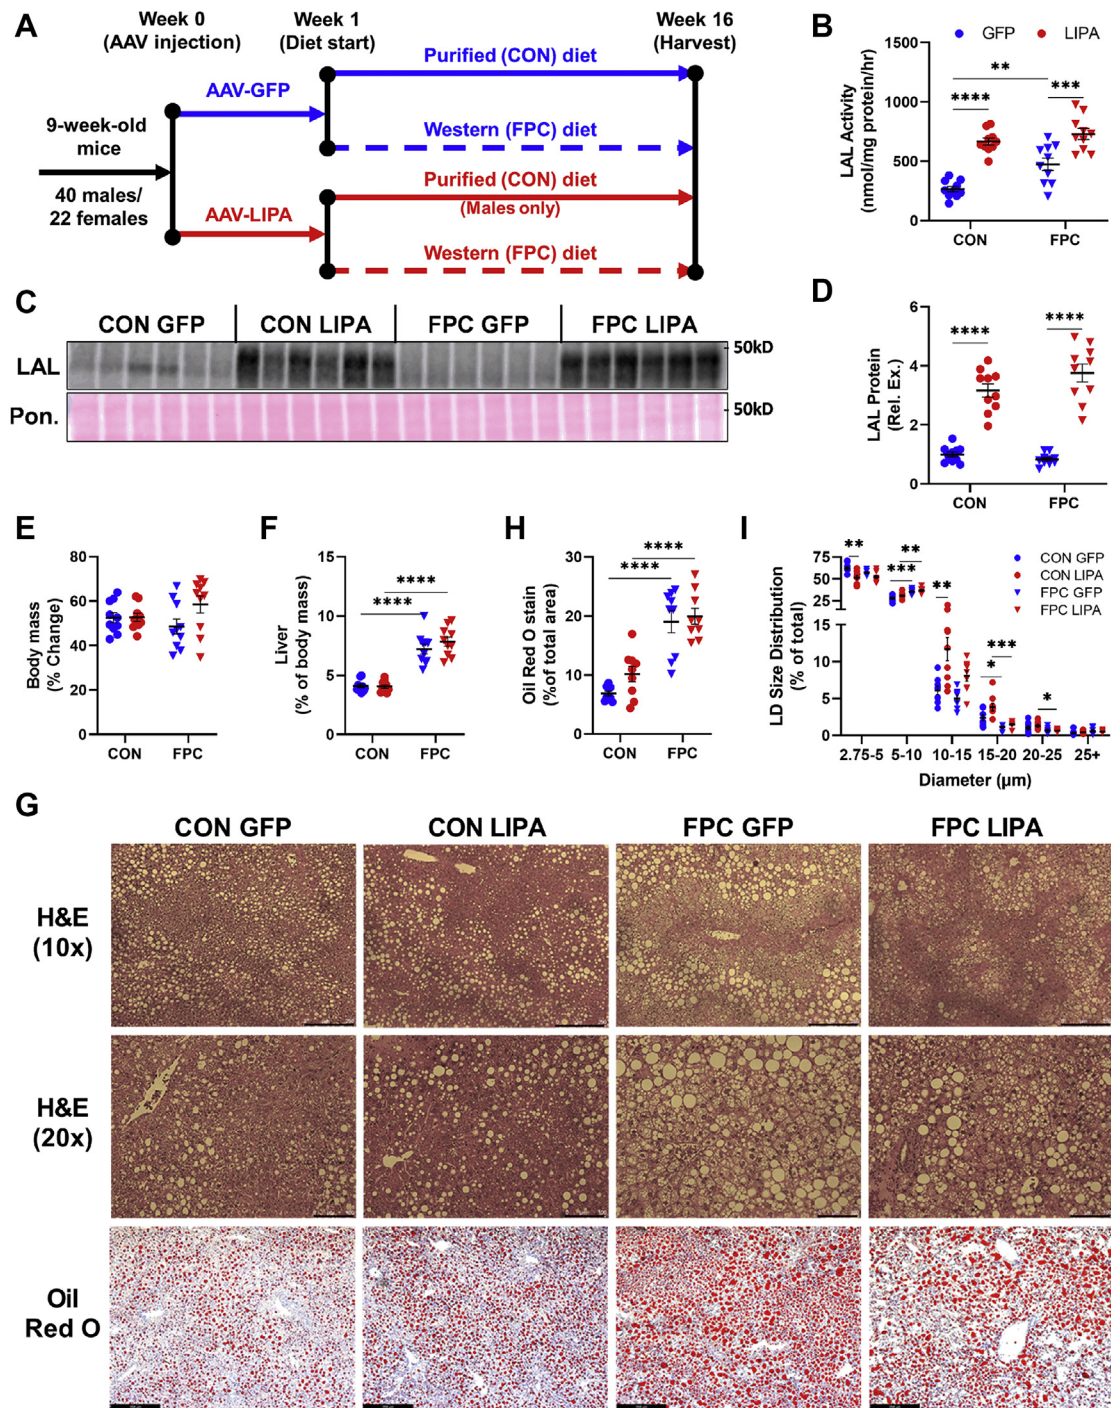 A
Week 0
(AAV injection)
Week 1
(Diet start)
Week 16
(Harvest)
9-week-old
mice
40 males/
22 females
AAV-GFP
AAV-LIPA
Purified (CON) diet
Western (FPC) diet
Purified (CON) diet
(Males only)
Western (FPC) diet
B
GFP LIPA
LAL Activity
(nmol/mg protein/hr)
1500
1000
500
0
**
****
***
CON FPC
C
CON GFP CON LIPA FPC GFP FPC LIPA
LAL
50kD
Pon.
50kD
D
LAL Protein
(Rel. Ex.)
6
4
2
0
****
****
CON FPC
E
Body mass
(% Change)
80
60
40
20
0
CON FPC
F
Liver
(% of body mass)
15
10
5
0
****
****
CON FPC
H
Oil Red O stain
(%of total area)
30
20
10
0
****
****
CON FPC
I
LD Size Distribution
(% of total)
75
50
25
15
10
5
0
**
**
***
**
***
*
*
CON GFP
CON LIPA
FPC GFP
FPC LIPA
2.75-5 5-10 10-15 15-20 20-25 25+
Diameter (μm)
G
CON GFP CON LIPA FPC GFP FPC LIPA
H&E
(10x)
H&E
(20x)
Oil
Red O